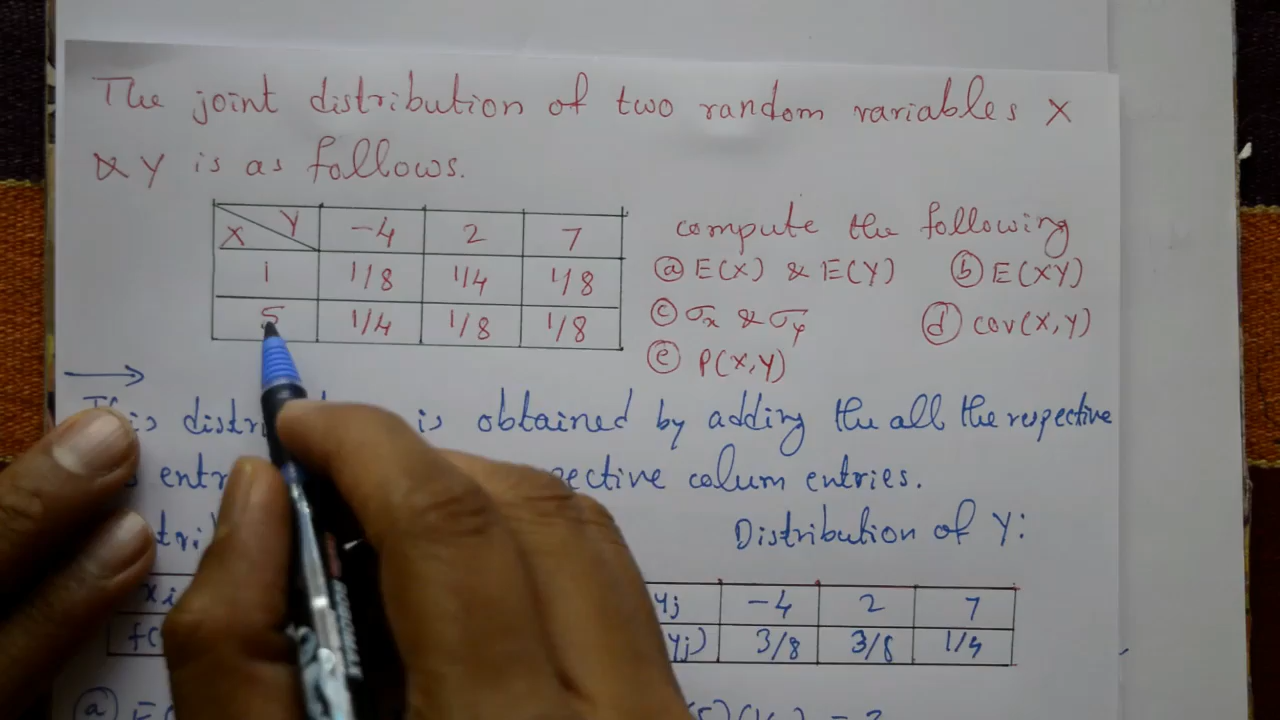 The joint distribution of two random variables X
& Y is as follows.
X Y -4 2 7
1 1/8 1/4 1/8
5 1/4 1/8 1/8
compute the following
(a) E(X) & E(Y) (b) E(XY)
(c) σx & σy (d) cov(X,Y)
(e) P(X,Y)
is obtained by adding the all the respective
colum entries.
Distribution of Y:
yj -4 2 7
3/8 3/8 1/4
(a)
= 3